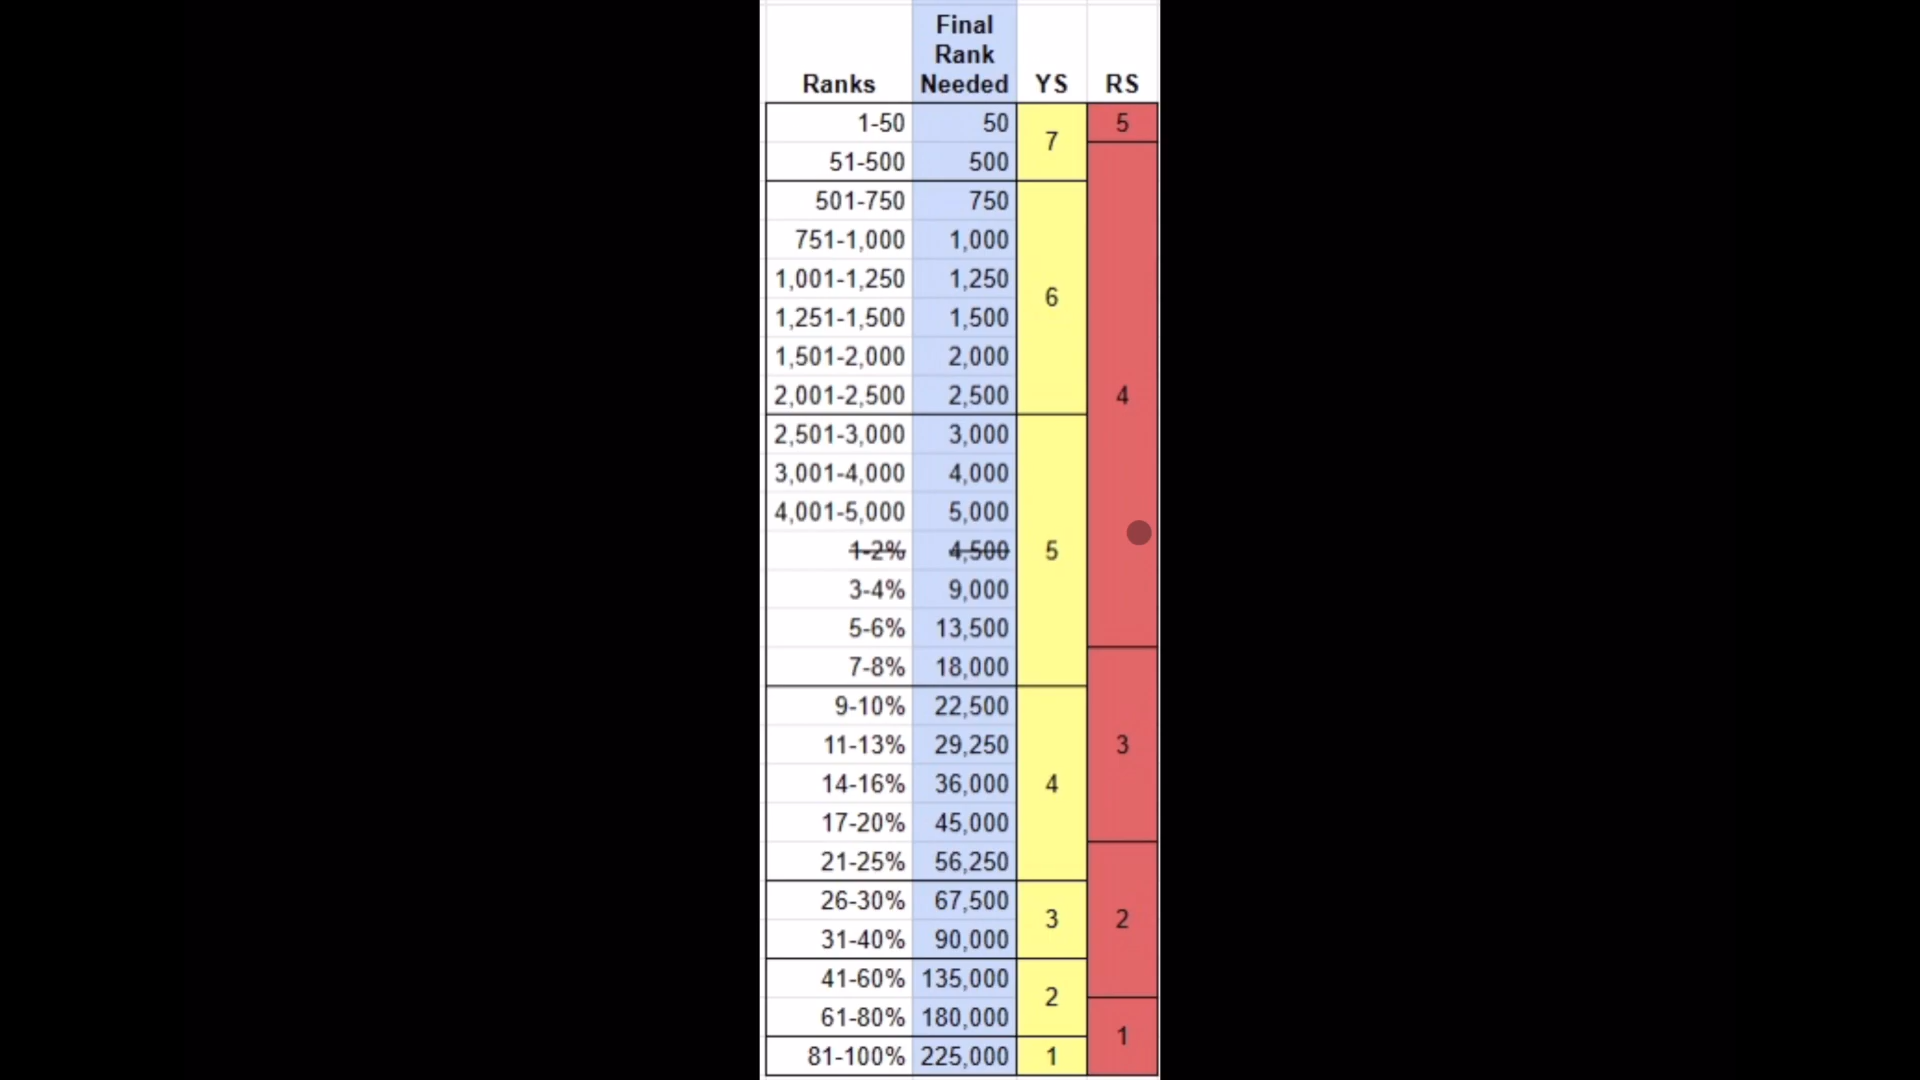 Ranks Final Rank Needed YS RS
1-50 50 7 5
51-500 500
501-750 750 6 4
751-1,000 1,000
1,001-1,250 1,250
1,251-1,500 1,500
1,501-2,000 2,000
2,001-2,500 2,500
2,501-3,000 3,000 5
3,001-4,000 4,000
4,001-5,000 5,000
1-2% 4,500
3-4% 9,000
5-6% 13,500
7-8% 18,000 3
9-10% 22,500 4
11-13% 29,250
14-16% 36,000
17-20% 45,000
21-25% 56,250 2
26-30% 67,500 3
31-40% 90,000
41-60% 135,000 2
61-80% 180,000 1
81-100% 225,000 1